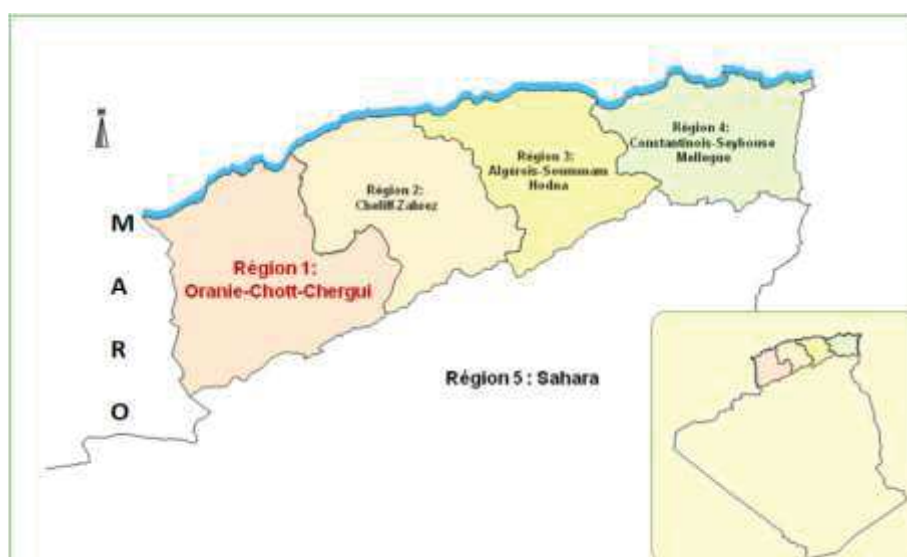 N
Région 4:
Constantinois-Seybouse
Mellegue
Région 3:
Algérois-Soummam
Hodna
Région 2:
Cheliff-Zahrez
M
A
R
O
Région 1:
Oranie-Chott-Chergui
Région 5 : Sahara